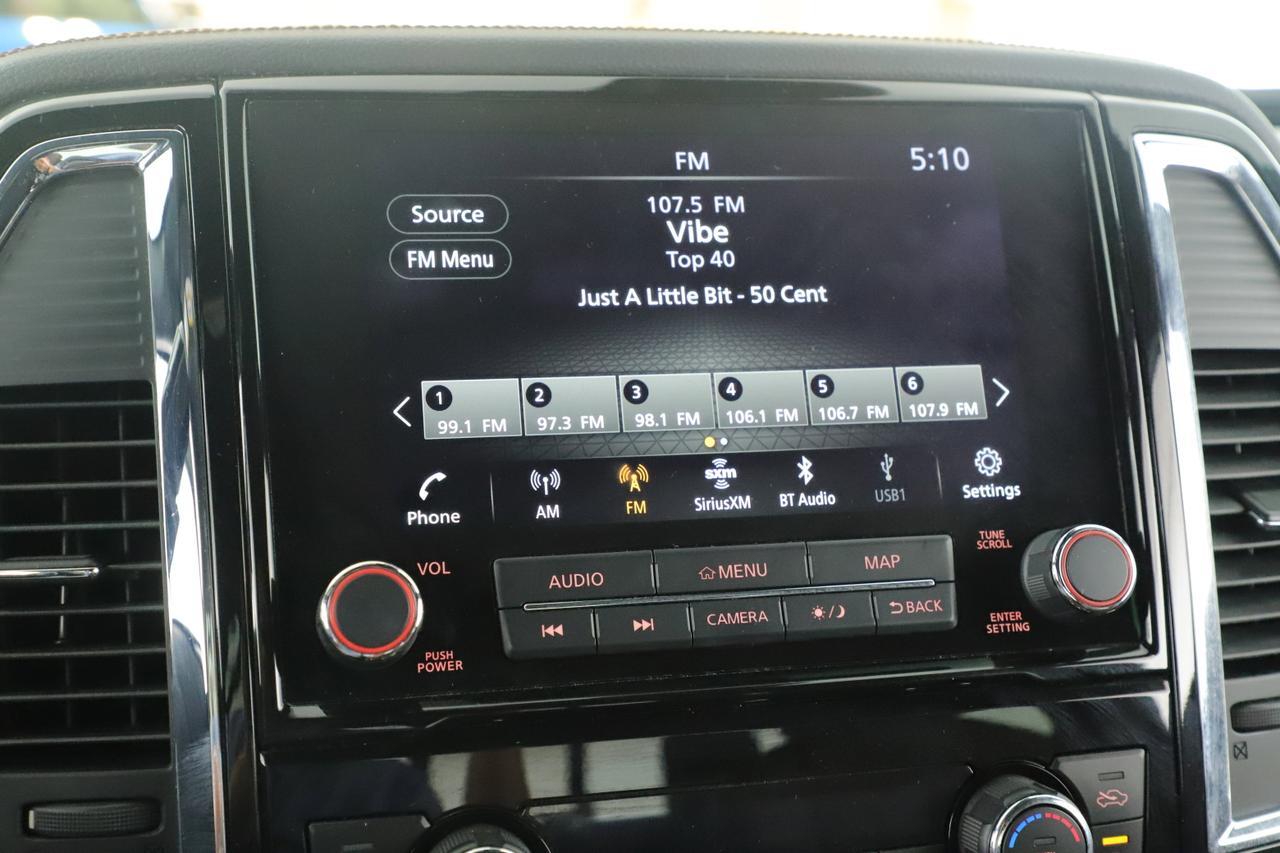 FM
5:10
Source
107.5 FM
Vibe
FM Menu
Top 40
Just A Little Bit - 50 Cent
1
2
3
4
5
6
99.1 FM
97.3 FM
98.1 FM
106.1 FM
106.7 FM
107.9 FM
Phone
AM
FM
sxm
SiriusXM
BT Audio
USB1
Settings
VOL
PUSH
POWER
AUDIO
MENU
MAP
CAMERA
BACK
TUNE
SCROLL
ENTER
SETTING